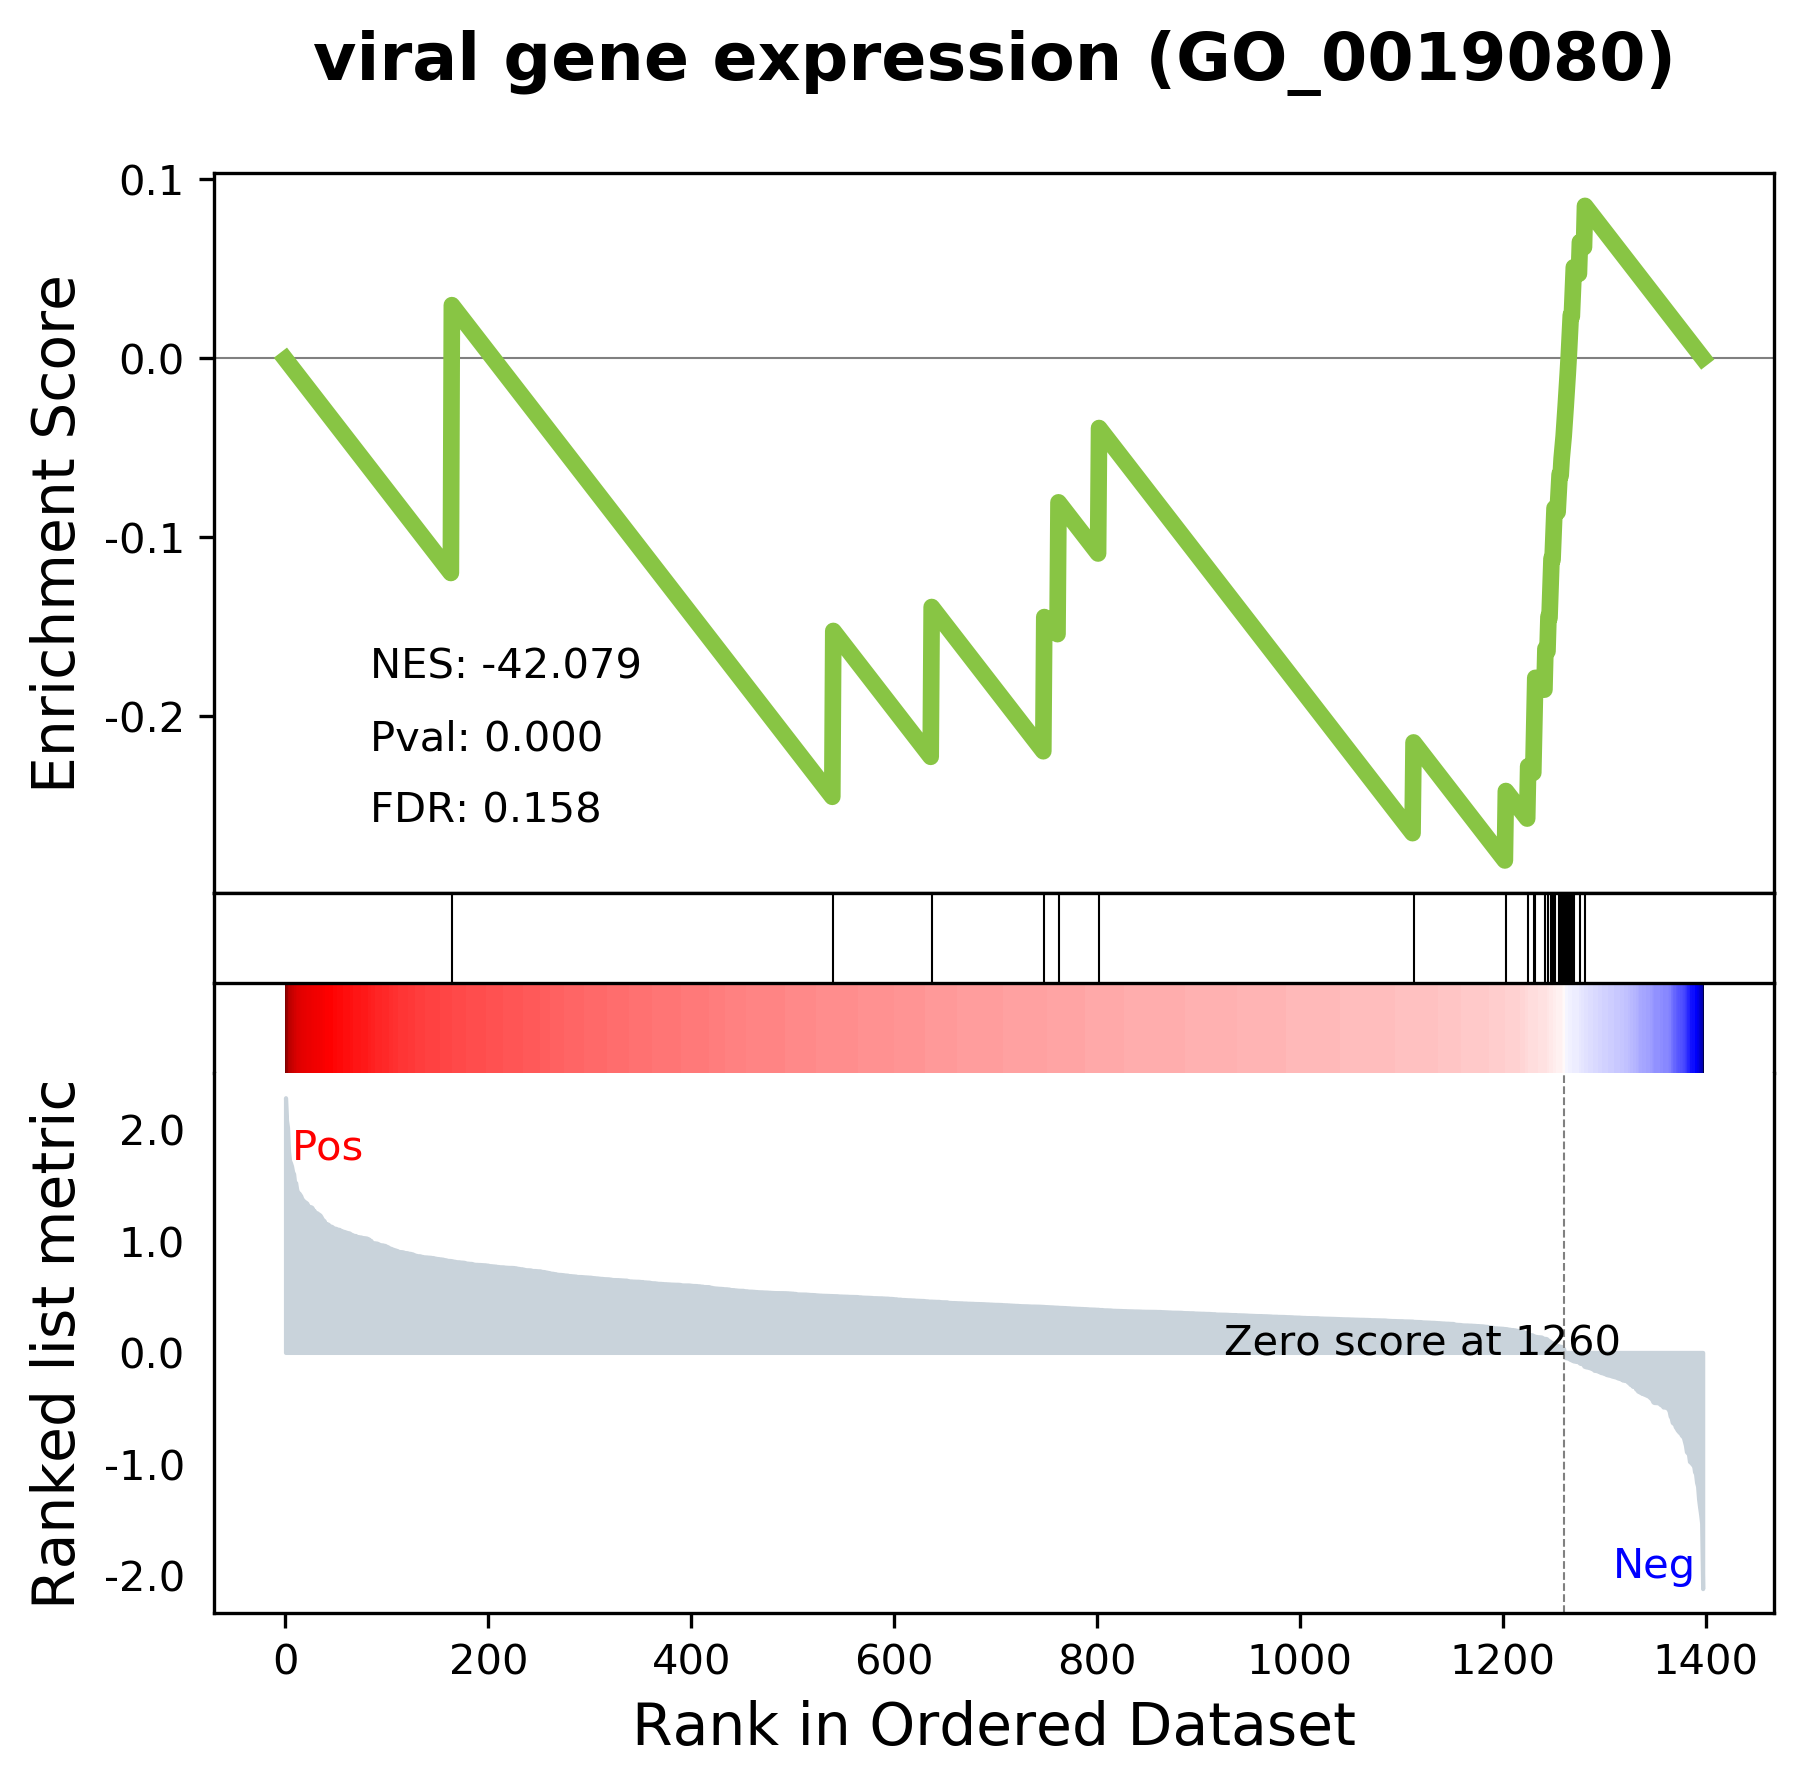 viral gene expression (GO_0019080)
Enrichment Score
0.1
0.0
-0.1
-0.2
NES: -42.079
Pval: 0.000
FDR: 0.158
Ranked list metric
2.0
1.0
0.0
-1.0
-2.0
Pos
Zero score at 1260
Neg
0 200 400 600 800 1000 1200 1400
Rank in Ordered Dataset